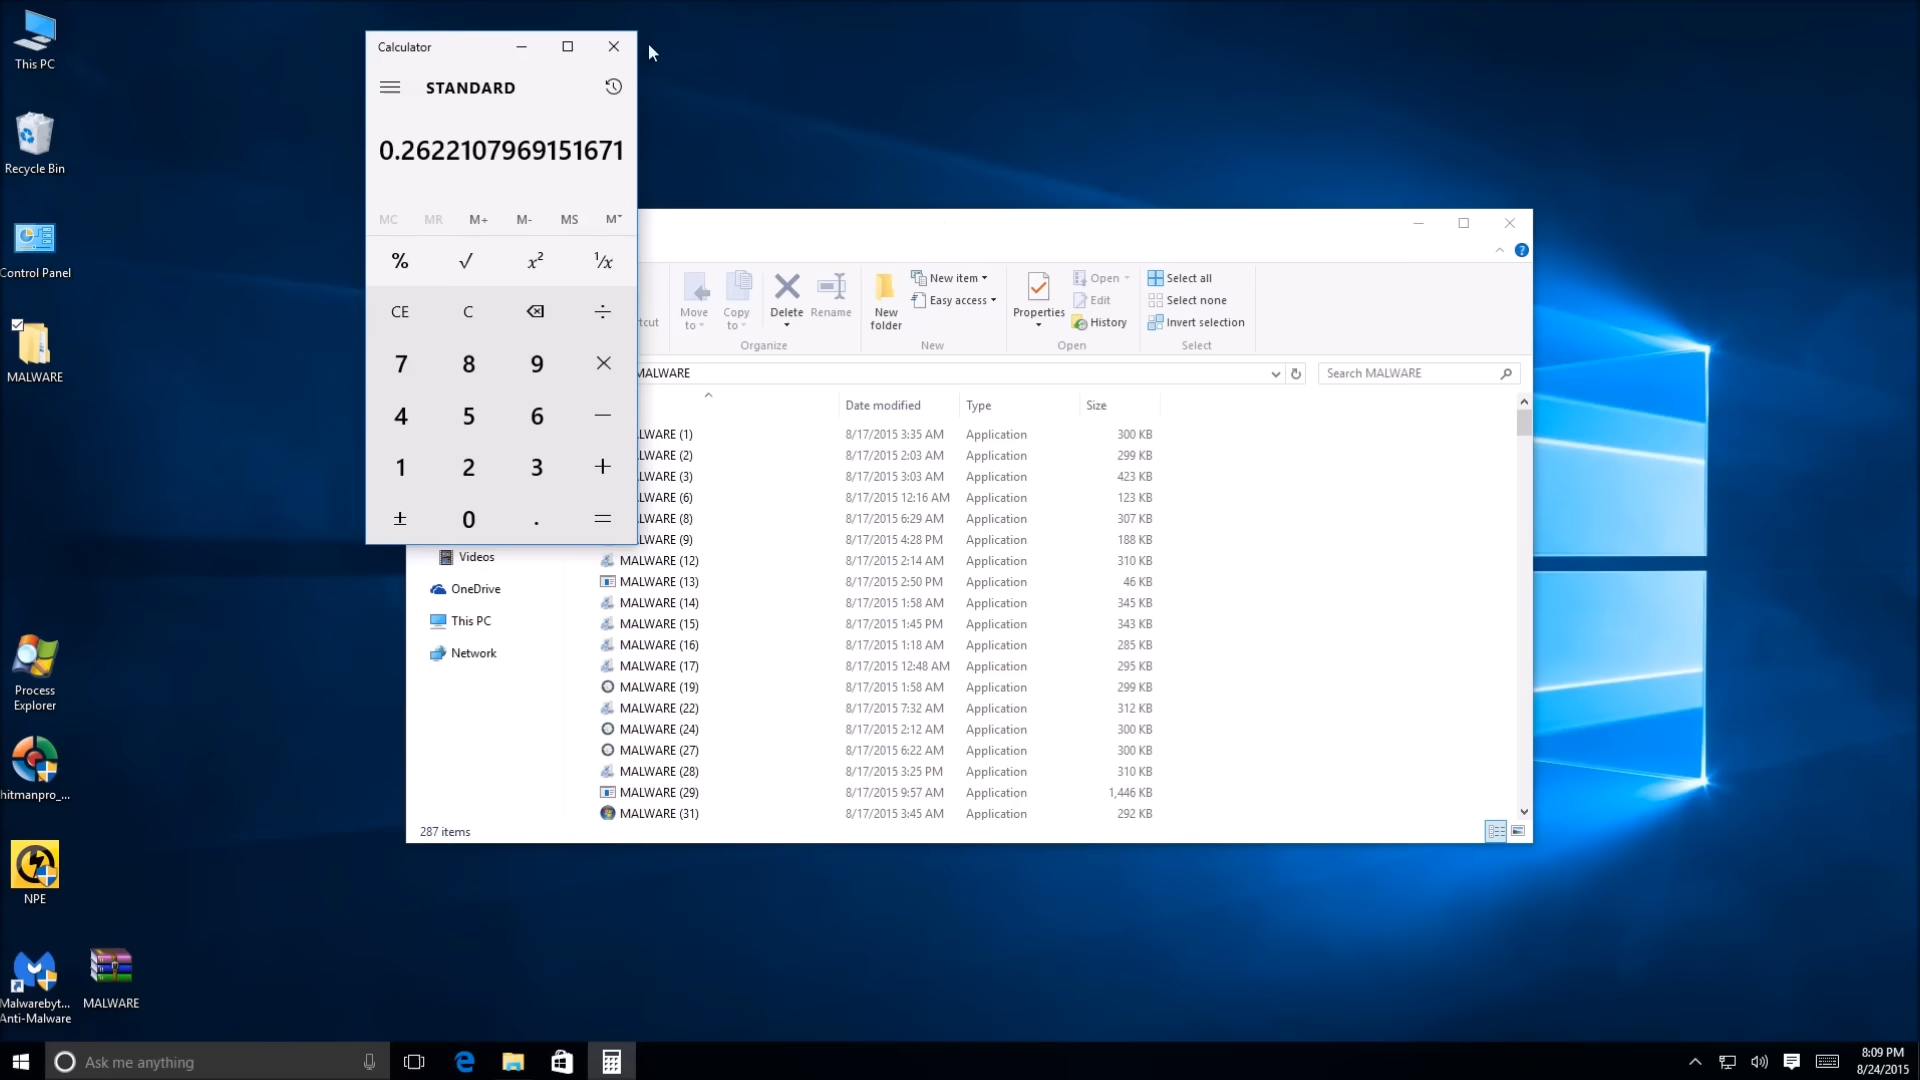 This PC
Recycle Bin
Control Panel
MALWARE
Process
Explorer
hitmanpro_...
NPE
Malwarebyt...
Anti-Malware
MALWARE
Calculator
STANDARD
0.2622107969151671
MC MR M+ M- MS M˅
% √ x² ¹/x
CE C ÷
7 8 9 ×
4 5 6 −
1 2 3 +
± 0 . =
Move
to
Copy
to
Delete
Rename
Organize
New
folder
New item
Easy access
New
Properties
Open
Edit
History
Open
Select all
Select none
Invert selection
Select
MALWARE
Search MALWARE
Date modified Type Size
LWARE (1) 8/17/2015 3:35 AM Application 300 KB
LWARE (2) 8/17/2015 2:03 AM Application 299 KB
LWARE (3) 8/17/2015 3:03 AM Application 423 KB
LWARE (6) 8/17/2015 12:16 AM Application 123 KB
LWARE (8) 8/17/2015 6:29 AM Application 307 KB
LWARE (9) 8/17/2015 4:28 PM Application 188 KB
MALWARE (12) 8/17/2015 2:14 AM Application 310 KB
MALWARE (13) 8/17/2015 2:50 PM Application 46 KB
MALWARE (14) 8/17/2015 1:58 AM Application 345 KB
MALWARE (15) 8/17/2015 1:45 PM Application 343 KB
MALWARE (16) 8/17/2015 1:18 AM Application 285 KB
MALWARE (17) 8/17/2015 12:48 AM Application 295 KB
MALWARE (19) 8/17/2015 1:58 AM Application 299 KB
MALWARE (22) 8/17/2015 7:32 AM Application 312 KB
MALWARE (24) 8/17/2015 2:12 AM Application 300 KB
MALWARE (27) 8/17/2015 6:22 AM Application 300 KB
MALWARE (28) 8/17/2015 3:25 PM Application 310 KB
MALWARE (29) 8/17/2015 9:57 AM Application 1,446 KB
MALWARE (31) 8/17/2015 3:45 AM Application 292 KB
Videos
OneDrive
This PC
Network
287 items
Ask me anything
8:09 PM
8/24/2015